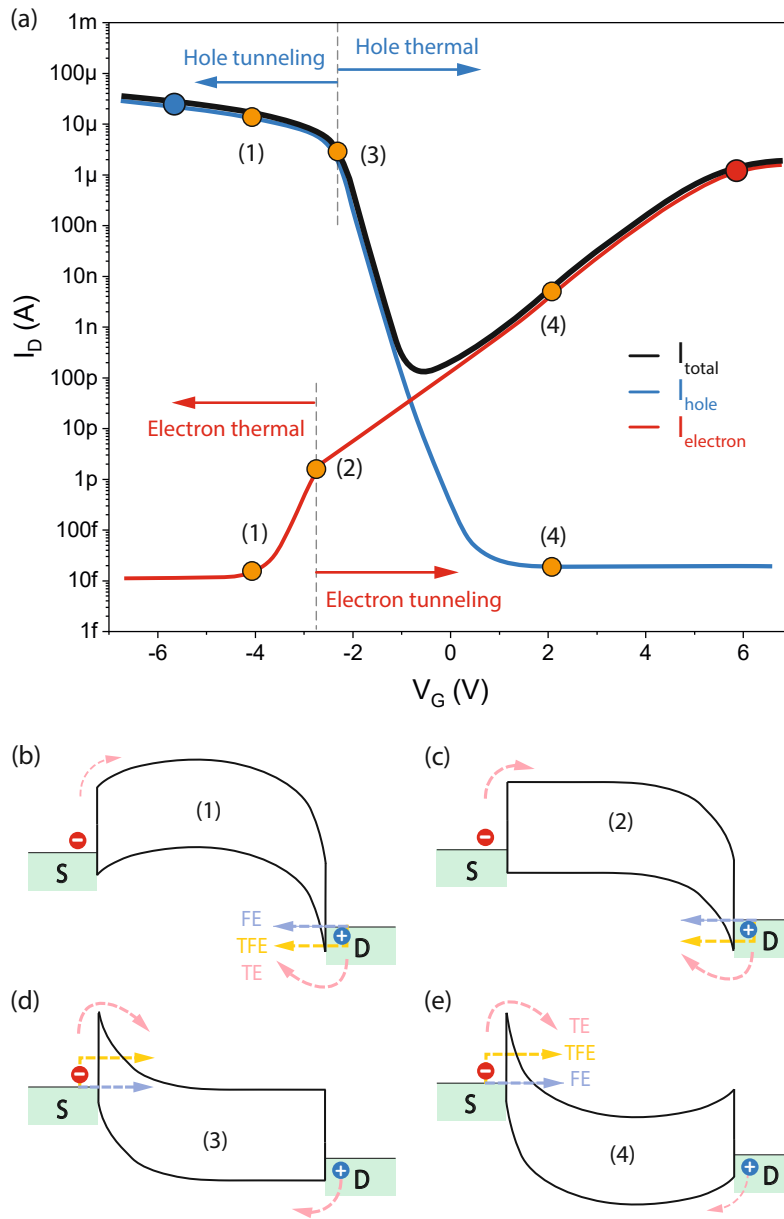 (a)
1m
100µ
10µ
1µ
100n
10n
1n
100p
10p
1p
100f
10f
1f
I_D (A)
Hole tunneling
Hole thermal
(1)
(3)
(4)
I_total
I_hole
I_electron
Electron thermal
(2)
(1)
(4)
Electron tunneling
-6
-4
-2
0
2
4
6
V_G (V)
(b)
(1)
S
FE
TFE
TE
D
(c)
(2)
S
D
(d)
(3)
S
D
(e)
TE
TFE
FE
(4)
S
D